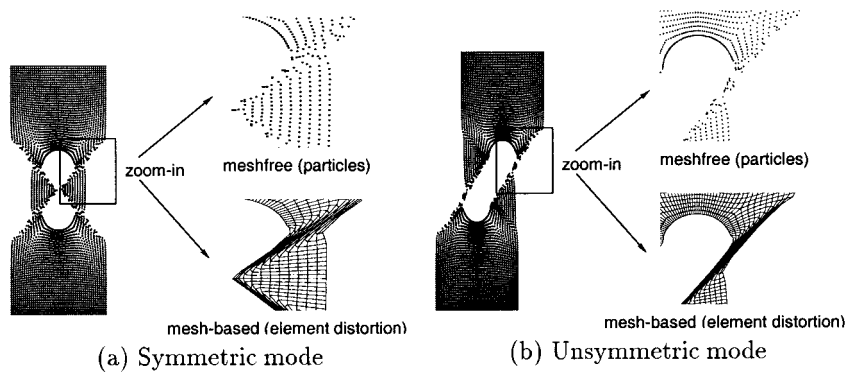 zoom-in
meshfree (particles)
mesh-based (element distortion)
(a) Symmetric mode
zoom-in
meshfree (particles)
mesh-based (element distortion)
(b) Unsymmetric mode